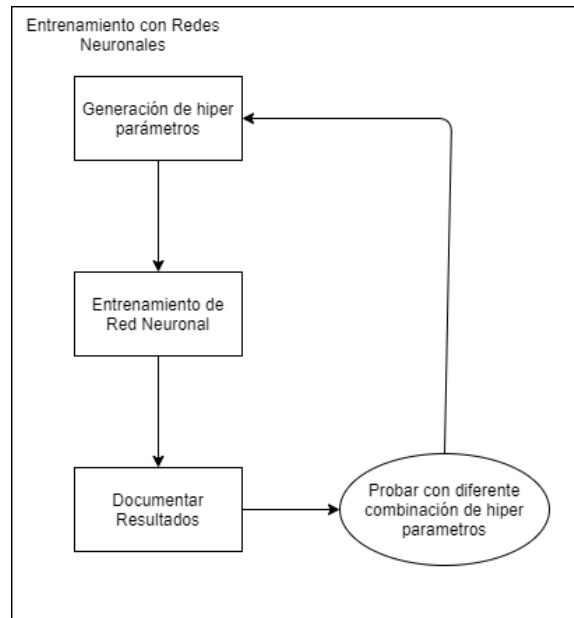 Entrenamiento con Redes
Neuronales
Generación de hiper
parámetros
Entrenamiento de
Red Neuronal
Documentar
Resultados
Probar con diferente
combinación de hiper
parametros